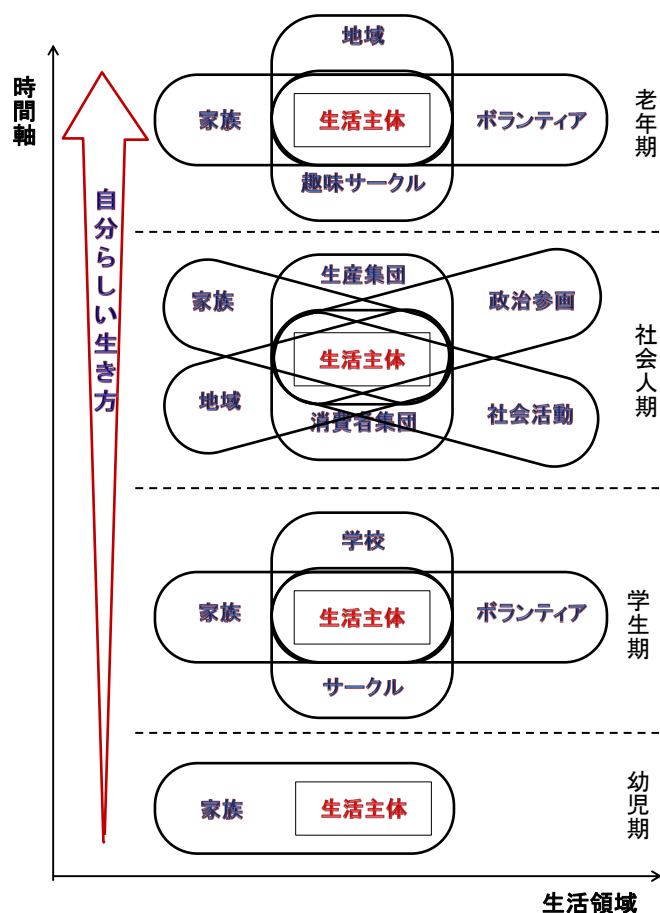 時間軸
自分らしい生き方
地域
家族
生活主体
ボランティア
趣味サークル
老年期
生産集団
家族
政治参画
生活主体
地域
消費者集団
社会活動
社会人期
学校
家族
生活主体
ボランティア
サークル
学生期
家族
生活主体
幼児期
生活領域